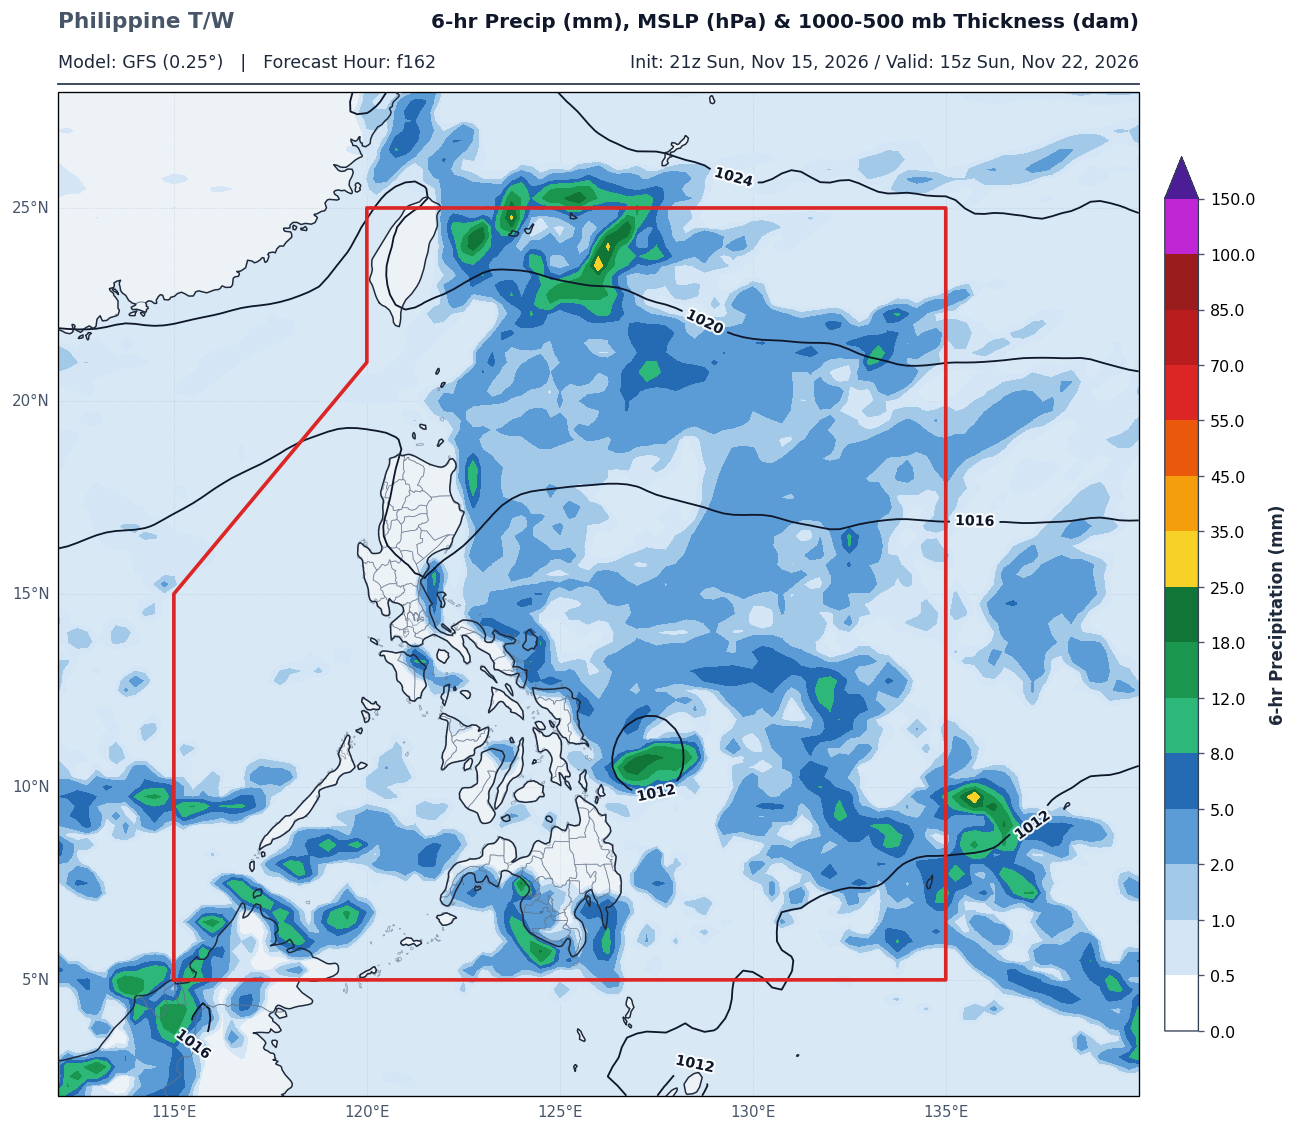 Philippine T/W
6-hr Precip (mm), MSLP (hPa) & 1000-500 mb Thickness (dam)
Model: GFS (0.25°) | Forecast Hour: f162
Init: 21z Sun, Nov 15, 2026 / Valid: 15z Sun, Nov 22, 2026
25°N
20°N
15°N
10°N
5°N
115°E
120°E
125°E
130°E
135°E
1024
1020
1016
1012
1012
1016
1012
150.0
100.0
85.0
70.0
55.0
45.0
35.0
25.0
18.0
12.0
8.0
5.0
2.0
1.0
0.5
0.0
6-hr Precipitation (mm)